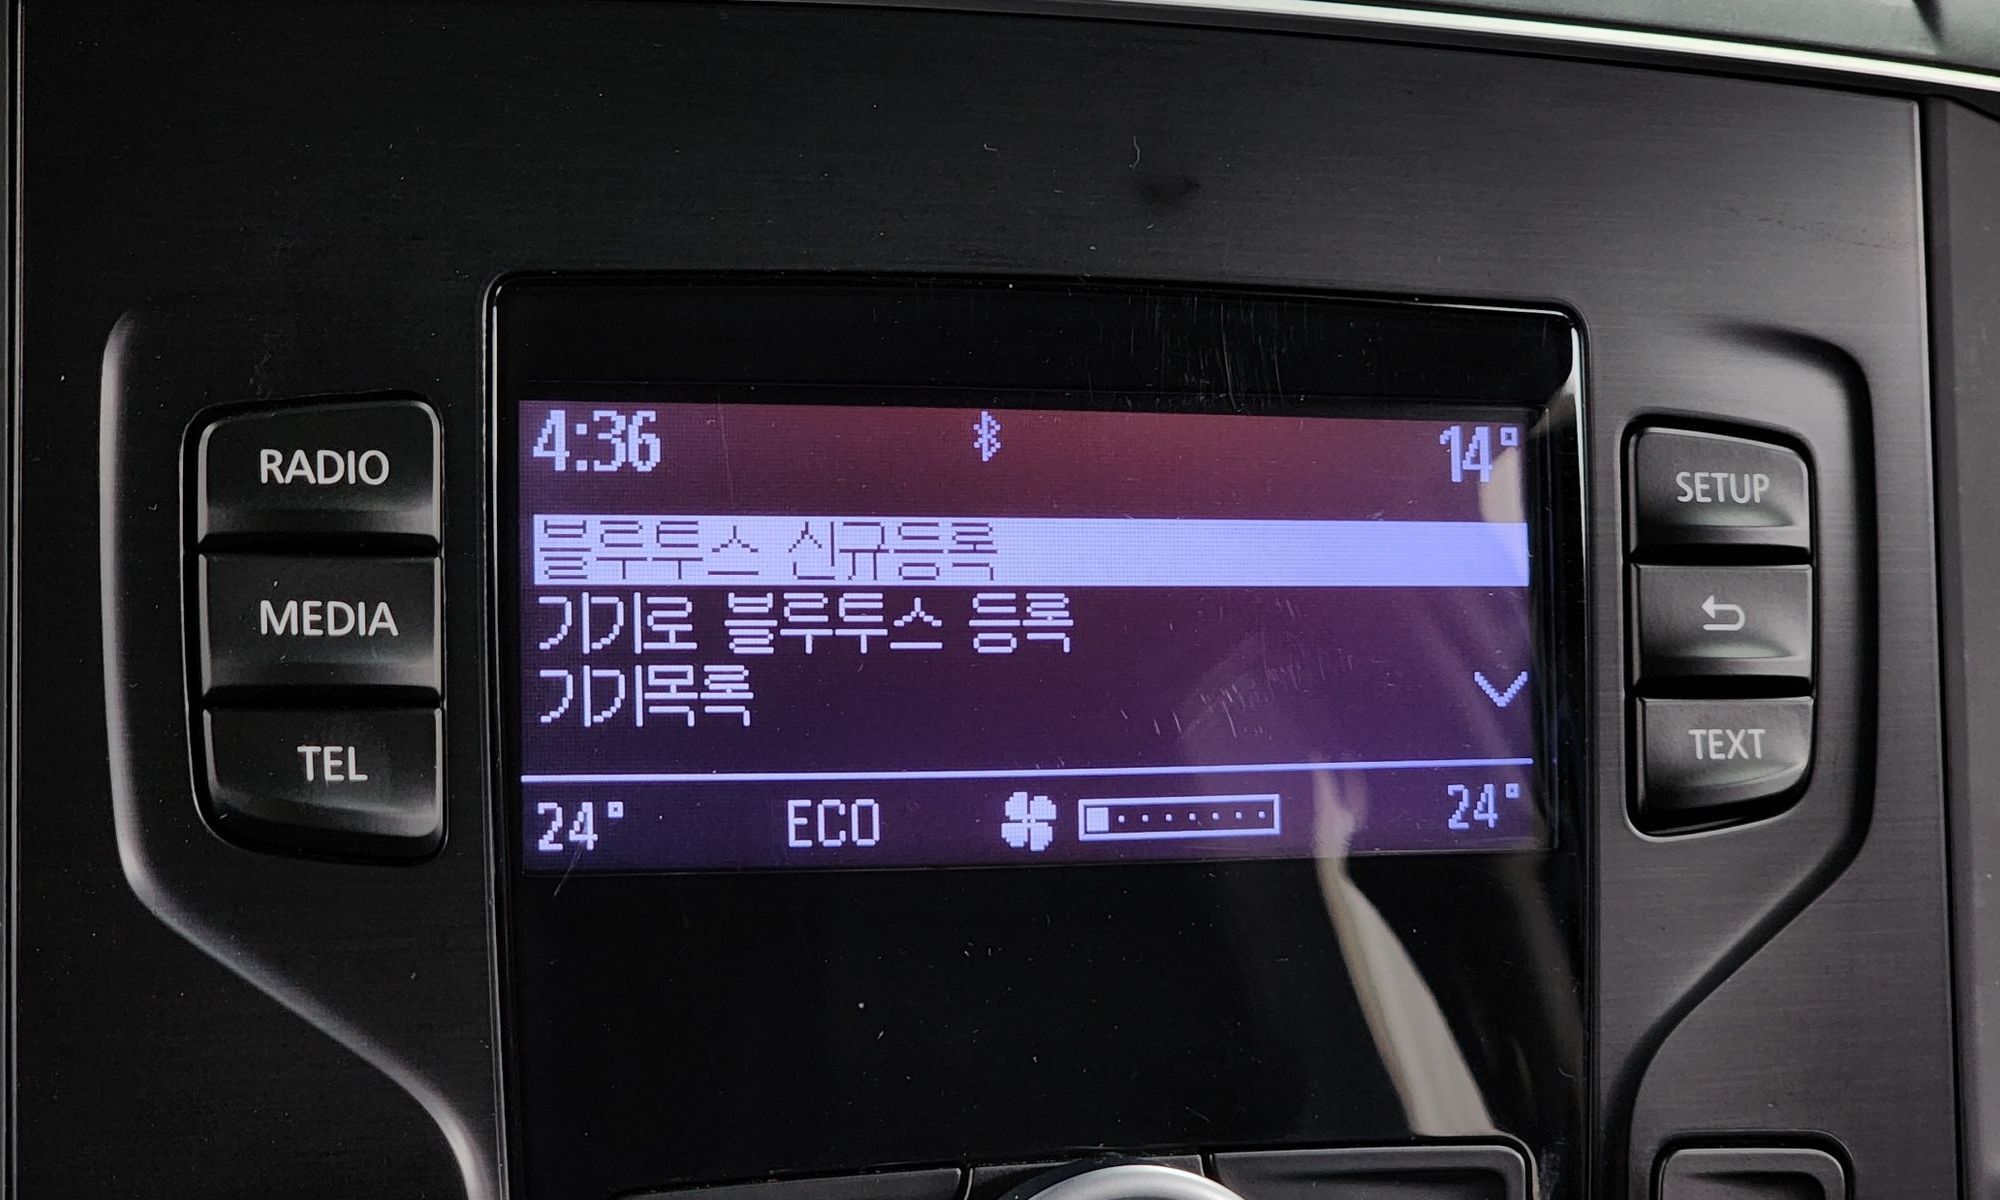 4:36 14°
블루투스 신규등록
기기로 블루투스 등록
기기목록
24° ECO 24°
RADIO
MEDIA
TEL
SETUP
TEXT